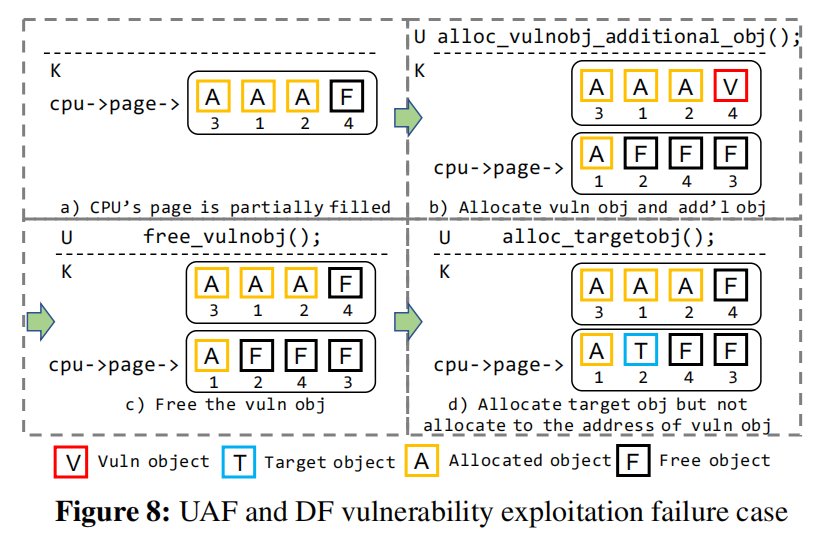 K
cpu->page->
A A A F
3 1 2 4
a) CPU's page is partially filled
U alloc_vulnobj_additional_obj();
K
A A A V
3 1 2 4
cpu->page->
A F F F
1 2 4 3
b) Allocate vuln obj and add'l obj
U free_vulnobj();
K
A A A F
3 1 2 4
cpu->page->
A F F F
1 2 4 3
c) Free the vuln obj
U alloc_targetobj();
K
A A A F
3 1 2 4
cpu->page->
A T F F
1 2 4 3
d) Allocate target obj but not
allocate to the address of vuln obj
V Vuln object T Target object A Allocated object F Free object
Figure 8: UAF and DF vulnerability exploitation failure case